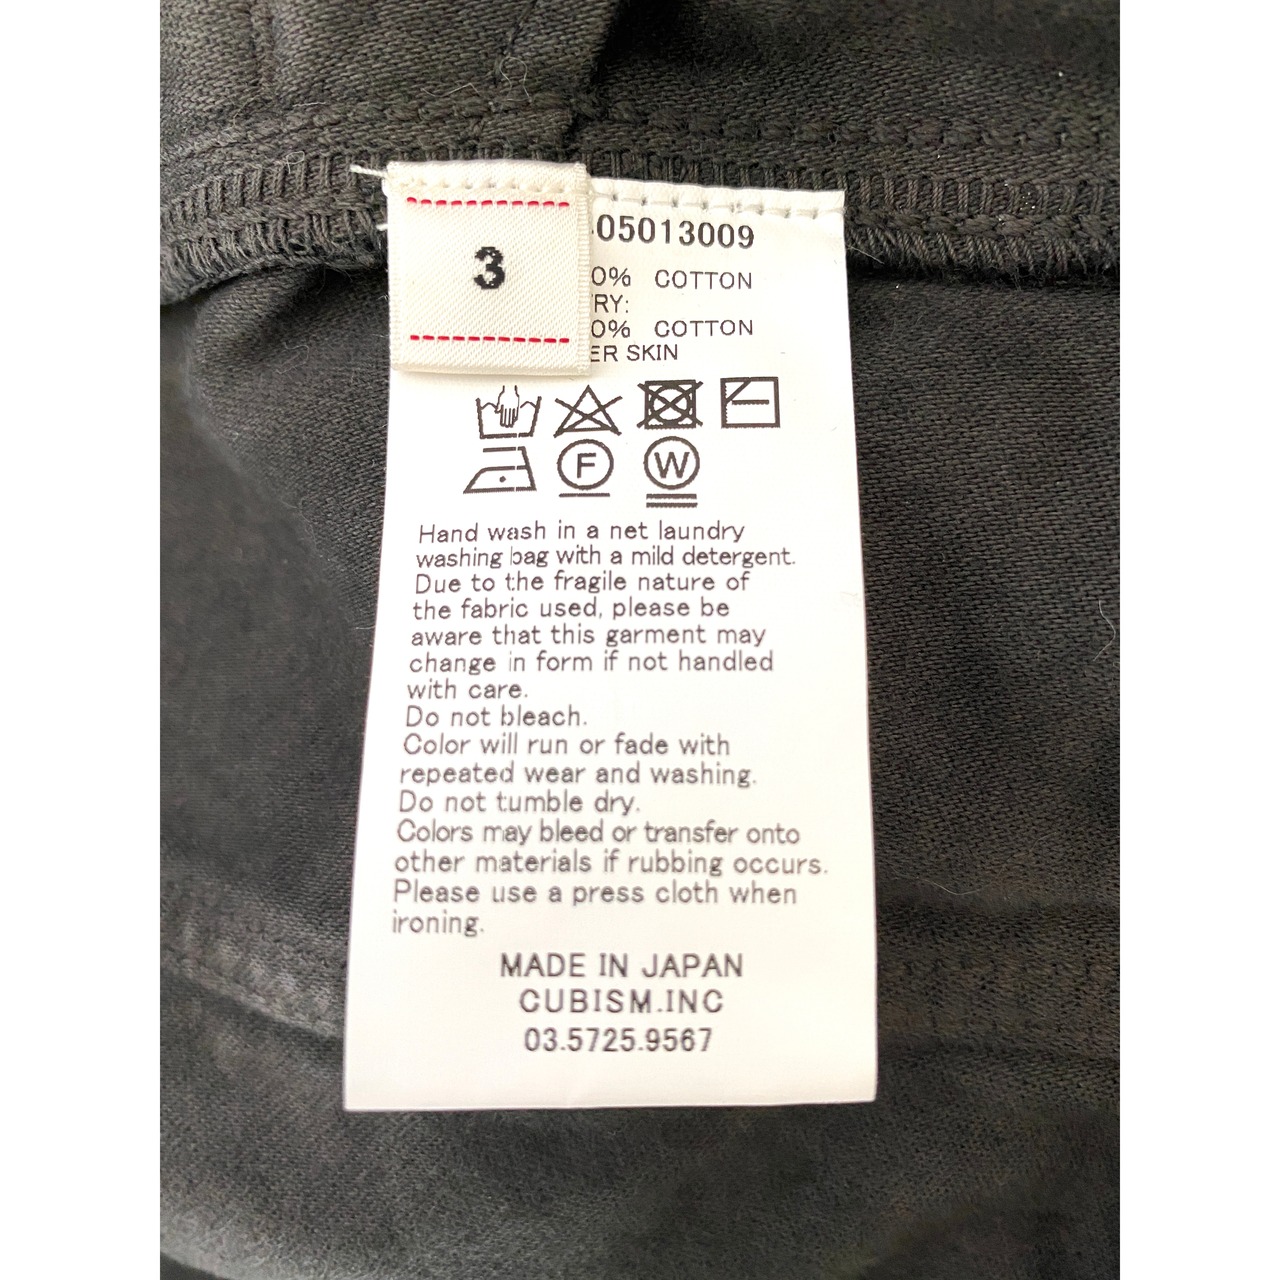 3
05013009
0% COTTON
RY:
0% COTTON
ER SKIN
F
W
Hand wash in a net laundry
washing bag with a mild detergent.
Due to the fragile nature of
the fabric used, please be
aware that this garment may
change in form if not handled
with care.
Do not bleach.
Color will run or fade with
repeated wear and washing.
Do not tumble dry.
Colors may bleed or transfer onto
other materials if rubbing occurs.
Please use a press cloth when
ironing.
MADE IN JAPAN
CUBISM.INC
03.5725.9567